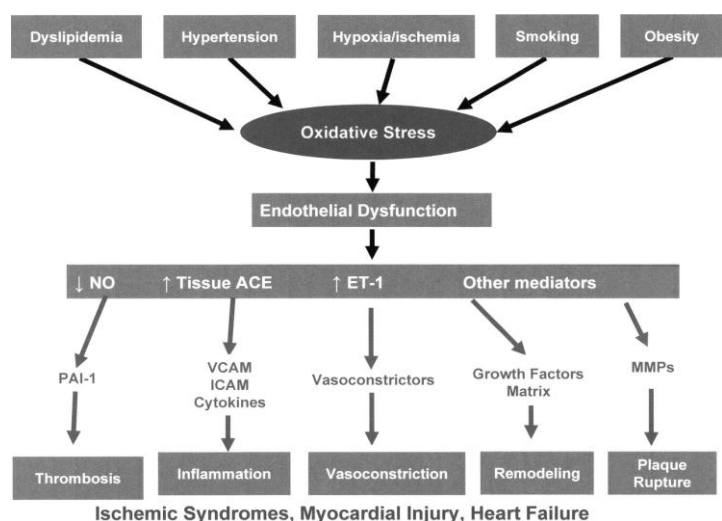 Dyslipidemia
Hypertension
Hypoxia/ischemia
Smoking
Obesity
Oxidative Stress
Endothelial Dysfunction
↓ NO
↑ Tissue ACE
↑ ET-1
Other mediators
PAI-1
VCAM
ICAM
Cytokines
Vasoconstrictors
Growth Factors
Matrix
MMPs
Thrombosis
Inflammation
Vasoconstriction
Remodeling
Plaque
Rupture
Ischemic Syndromes, Myocardial Injury, Heart Failure